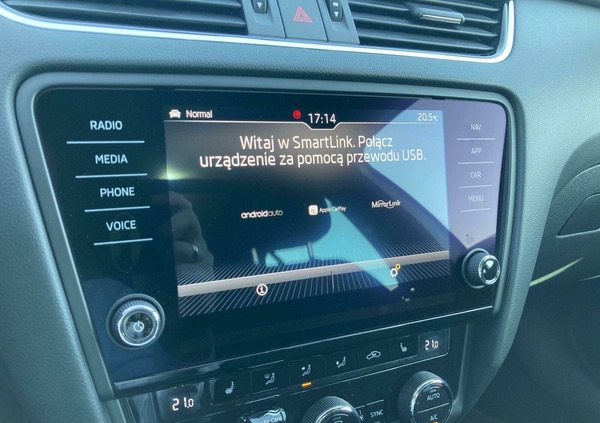 Normal 17:14 20.5°C
RADIO
MEDIA
PHONE
VOICE
Witaj w SmartLink. Połącz
urządzenie za pomocą przewodu USB.
androidauto Apple CarPlay MirrorLink
NAV
APP
CAR
MENU
21.0
21.0
SYNC
AUTO
A/C